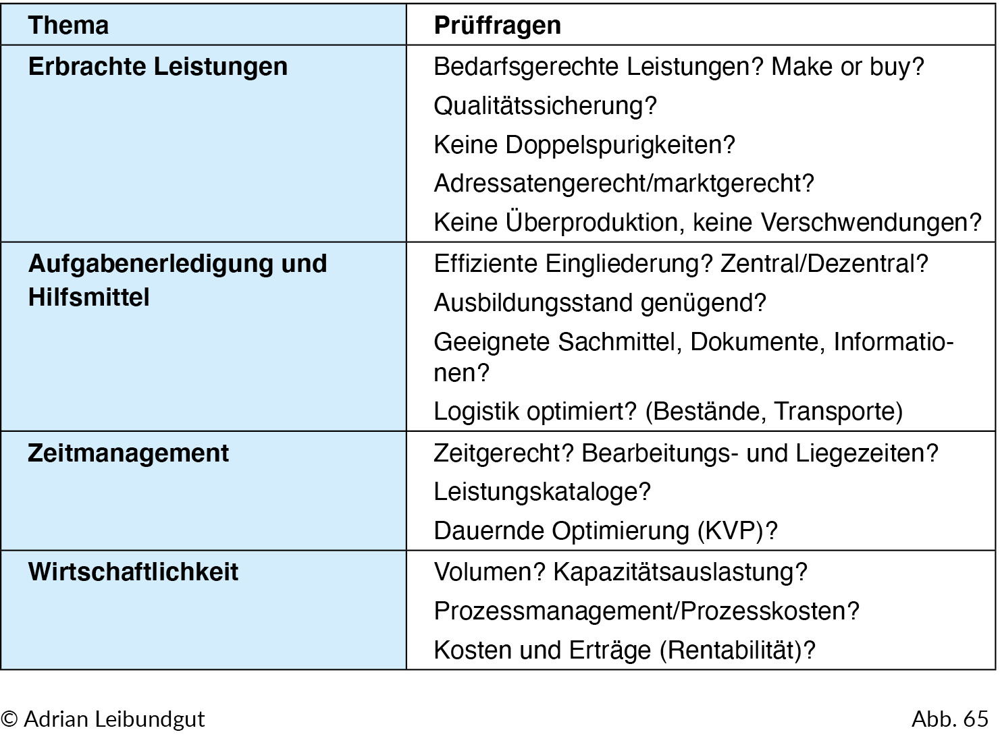 Thema
Prüffragen
Erbrachte Leistungen
Bedarfsgerechte Leistungen? Make or buy?
Qualitätssicherung?
Keine Doppelspurigkeiten?
Adressatengerecht/marktgerecht?
Keine Überproduktion, keine Verschwendungen?
Aufgabenerledigung und
Hilfsmittel
Effiziente Eingliederung? Zentral/Dezentral?
Ausbildungsstand genügend?
Geeignete Sachmittel, Dokumente, Informatio-
nen?
Logistik optimiert? (Bestände, Transporte)
Zeitmanagement
Zeitgerecht? Bearbeitungs- und Liegezeiten?
Leistungskataloge?
Dauernde Optimierung (KVP)?
Wirtschaftlichkeit
Volumen? Kapazitätsauslastung?
Prozessmanagement/Prozesskosten?
Kosten und Erträge (Rentabilität)?
© Adrian Leibundgut
Abb. 65